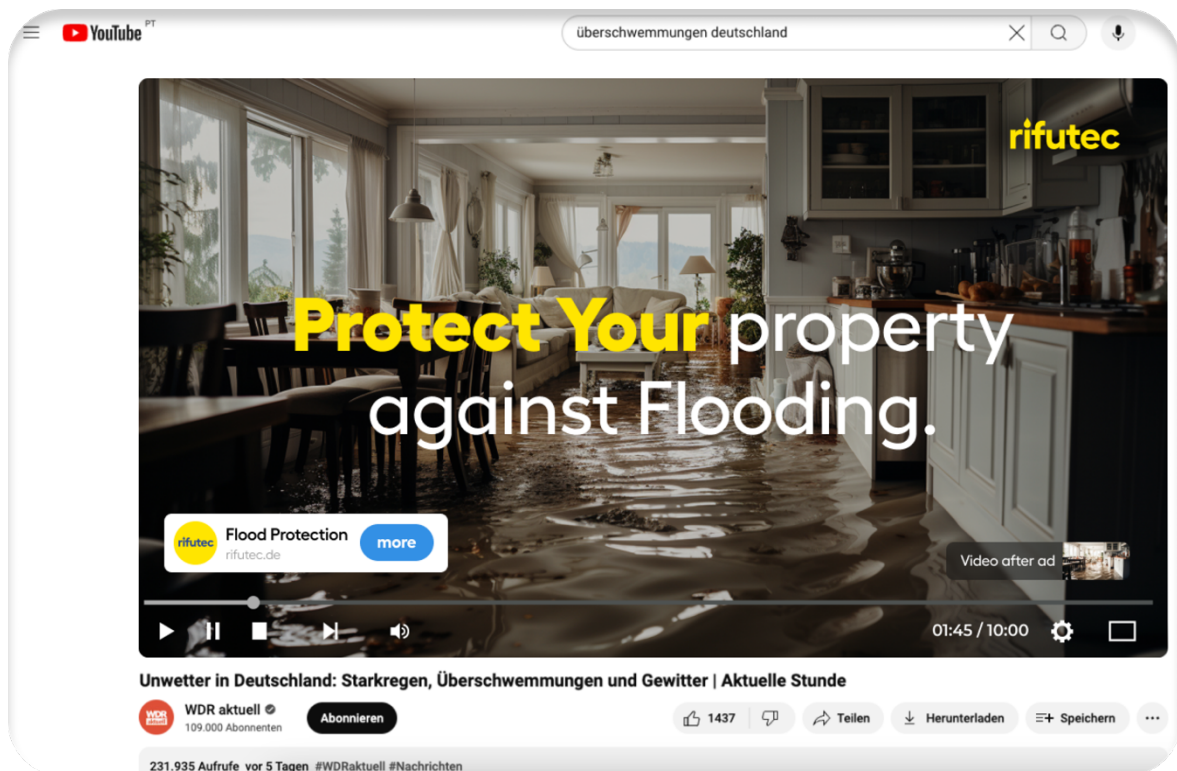 YouTube PT
überschwemmungen deutschland
rifutec
Protect Your property
against Flooding.
rifutec
Flood Protection
rifutec.de
more
Video after ad
01:45 / 10:00
Unwetter in Deutschland: Starkregen, Überschwemmungen und Gewitter | Aktuelle Stunde
WDR aktuell
WDR aktuell
109.000 Abonnenten
Abonnieren
1437
Teilen
Herunterladen
Speichern
231.935 Aufrufe vor 5 Tagen #WDRaktuell #Nachrichten